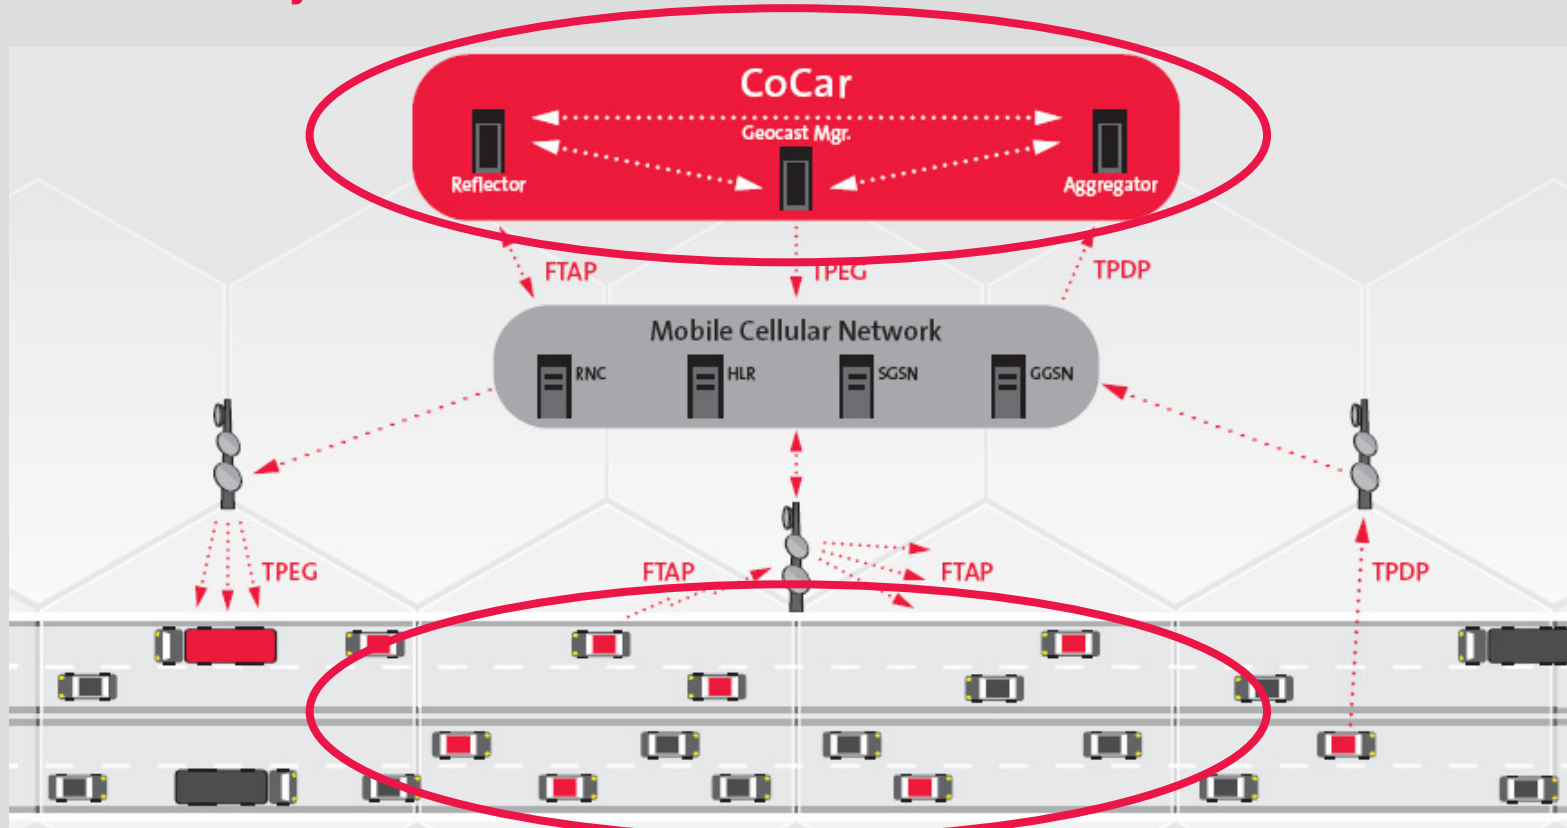 CoCar
Geocast Mgr.
Reflector
Aggregator
FTAP
TPEG
TPDP
Mobile Cellular Network
RNC
HLR
SGSN
GGSN
TPEG
FTAP
FTAP
TPDP